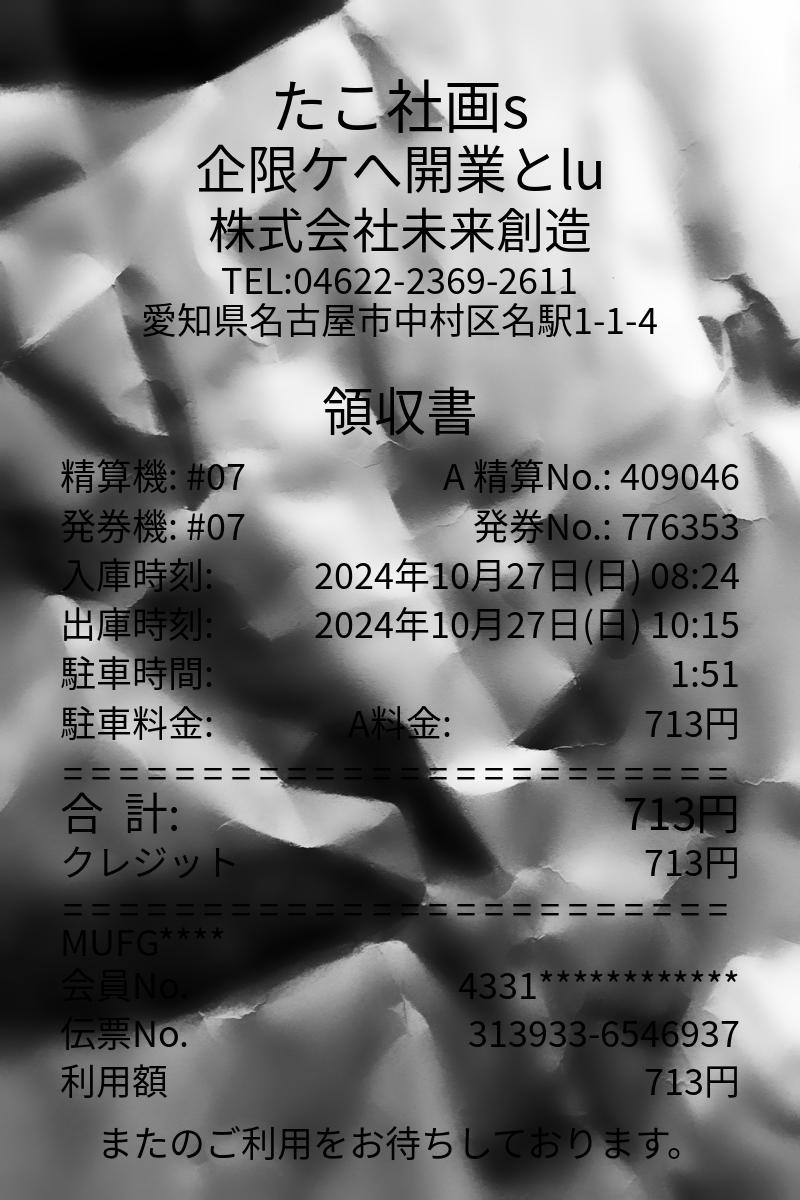 たこ社画s
企限ケへ開業とlu
株式会社未来創造
TEL:04622-2369-2611
愛知県名古屋市中村区名駅1-1-4
領収書
精算機: #07 A 精算No.: 409046
発券機: #07 発券No.: 776353
入庫時刻: 2024年10月27日(日) 08:24
出庫時刻: 2024年10月27日(日) 10:15
駐車時間: 1:51
駐車料金: A料金: 713円
========================
合 計: 713円
クレジット 713円
========================
MUFG****
会員No. 4331************
伝票No. 313933-6546937
利用額 713円
またのご利用をお待ちしております。